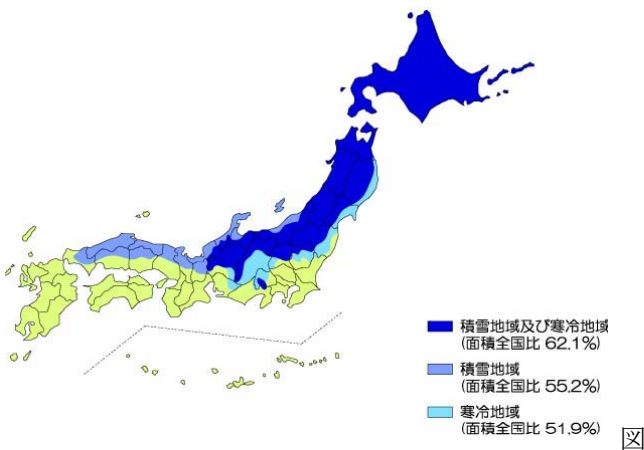 積雪地域及び寒冷地域
(面積全国比 62.1%)
積雪地域
(面積全国比 55.2%)
寒冷地域
(面積全国比 51.9%)
図